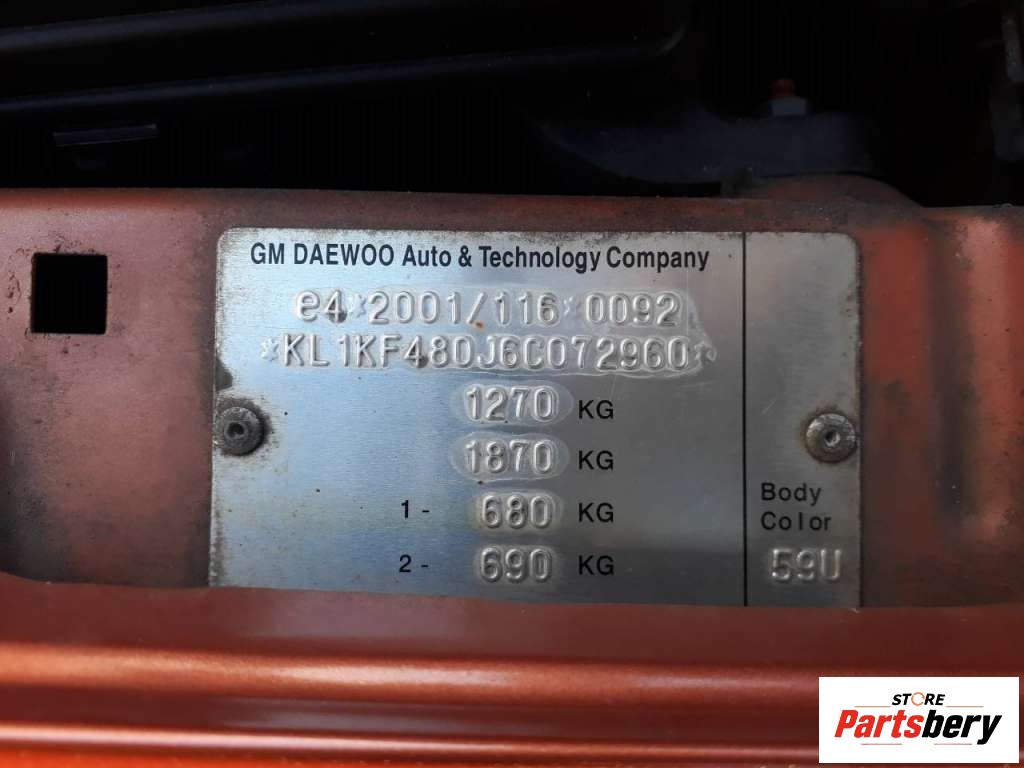 GM DAEWOO Auto & Technology Company
e4*2001/116*0092
*KL1KF48DJ6C072960*
1270 KG
1870 KG
1- 680 KG
2- 690 KG
Body
Color
59U
STORE
Partsbery